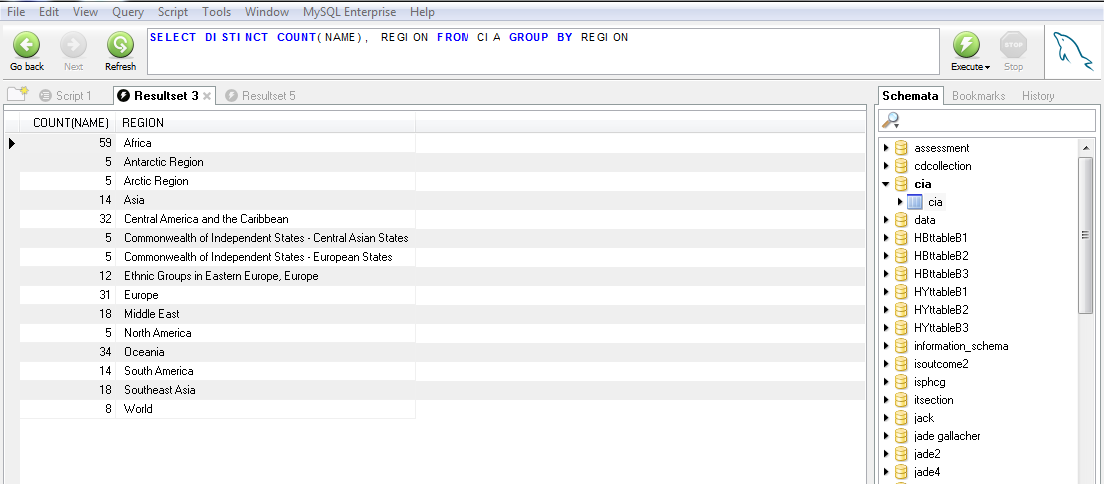 File Edit View Query Script Tools Window MySQL Enterprise Help
SELECT DISTINCT COUNT(NAME), REGION FROM CIA GROUP BY REGION
Go back Next Refresh Execute Stop
STOP
Script 1 Resultset 3 Resultset 5
Schemata Bookmarks History
COUNT(NAME) REGION
59 Africa
5 Antarctic Region
5 Arctic Region
14 Asia
32 Central America and the Caribbean
5 Commonwealth of Independent States - Central Asian States
5 Commonwealth of Independent States - European States
12 Ethnic Groups in Eastern Europe, Europe
31 Europe
18 Middle East
5 North America
34 Oceania
14 South America
18 Southeast Asia
8 World
assessment
cdcollection
cia
cia
data
HBttableB1
HBttableB2
HBttableB3
HYttableB1
HYttableB2
HYttableB3
information_schema
isoutcome2
isphcg
itsection
jack
jade gallacher
jade2
jade4